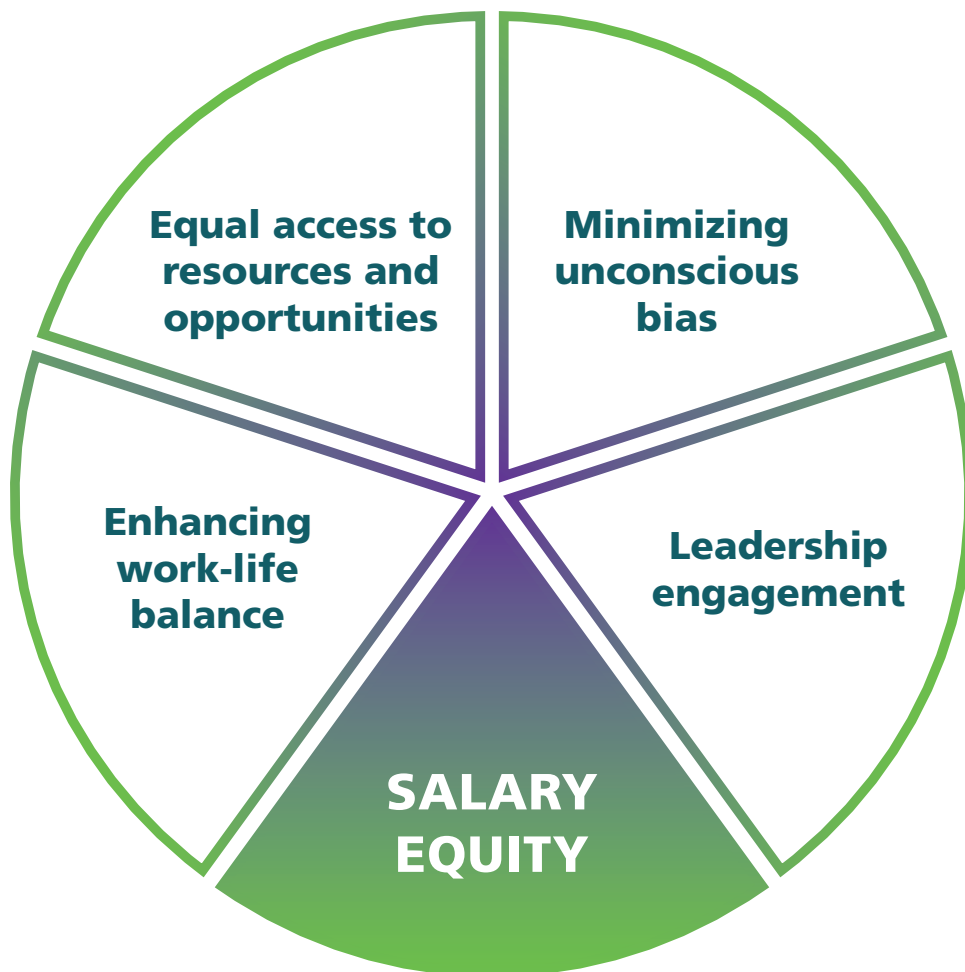 Equal access to
resources and
opportunities
Minimizing
unconscious
bias
Enhancing
work-life
balance
Leadership
engagement
SALARY
EQUITY